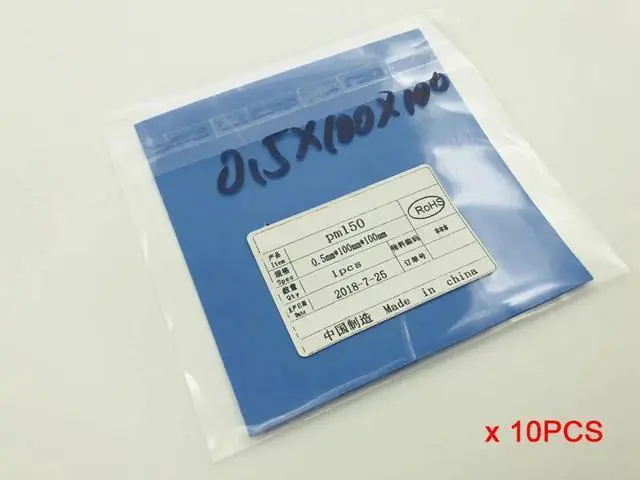 0.5X100X100
产品 Item pm150 RoHS
规格 Spec 0.5mm*100mm*100mm 物料编码 ***
数量 Qty 1pcs 订单号
生产日期 Date 2018-7-25
中国制造 Made in china
x 10PCS